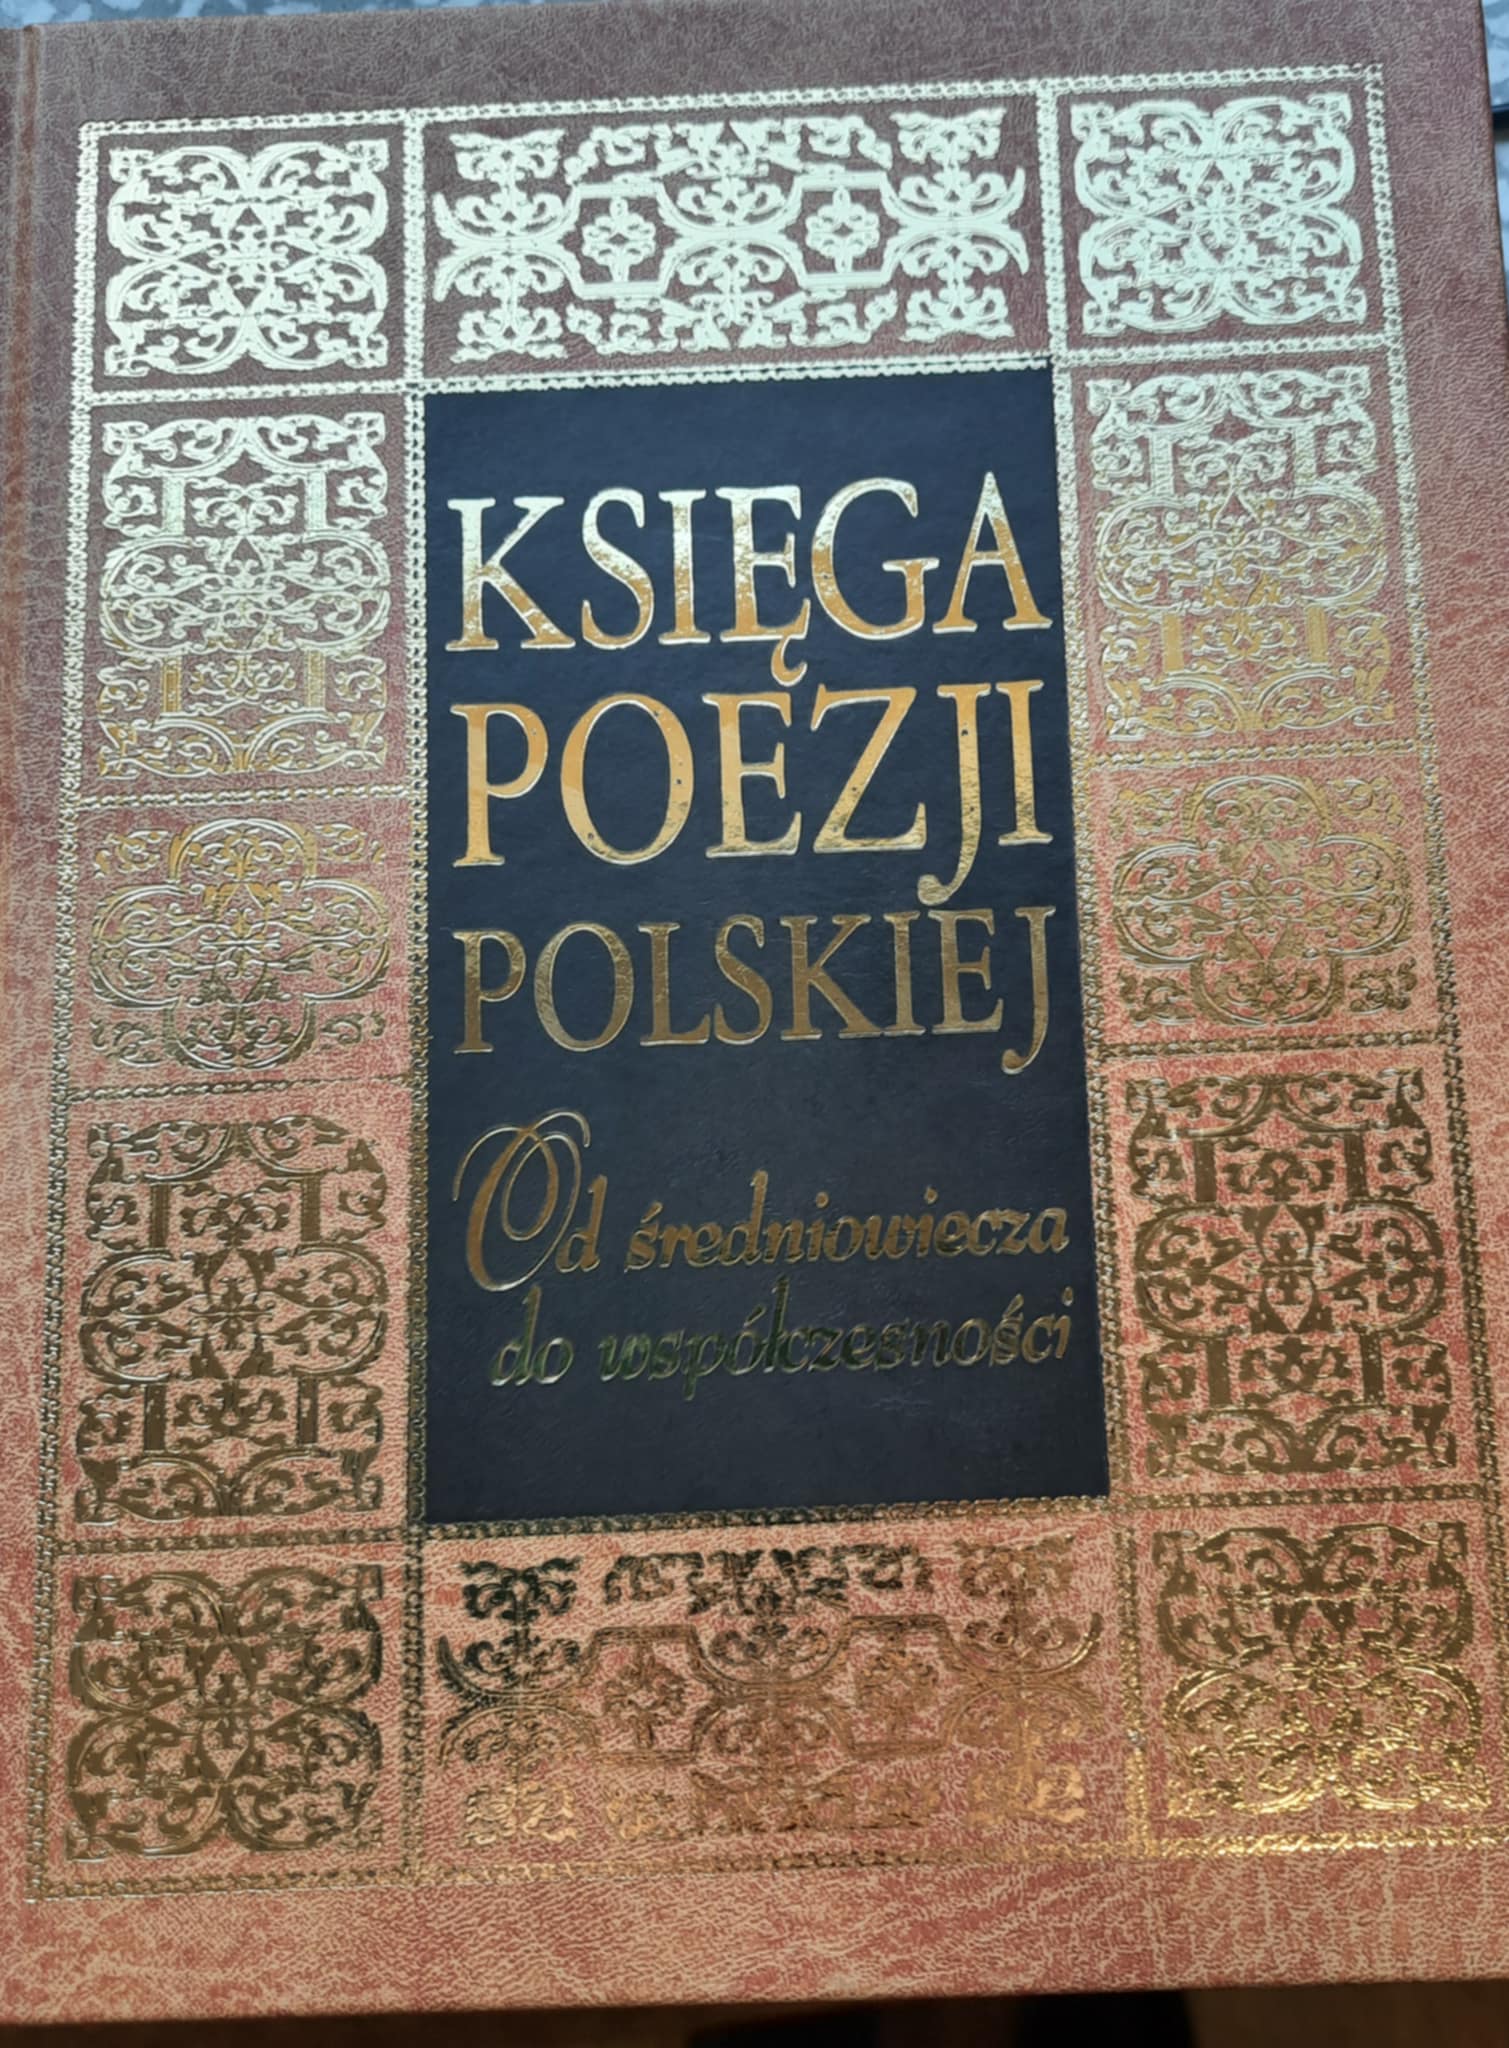 KSIĘGA
POEZJI
POLSKIEJ
Od średniowiecza
do współczesności